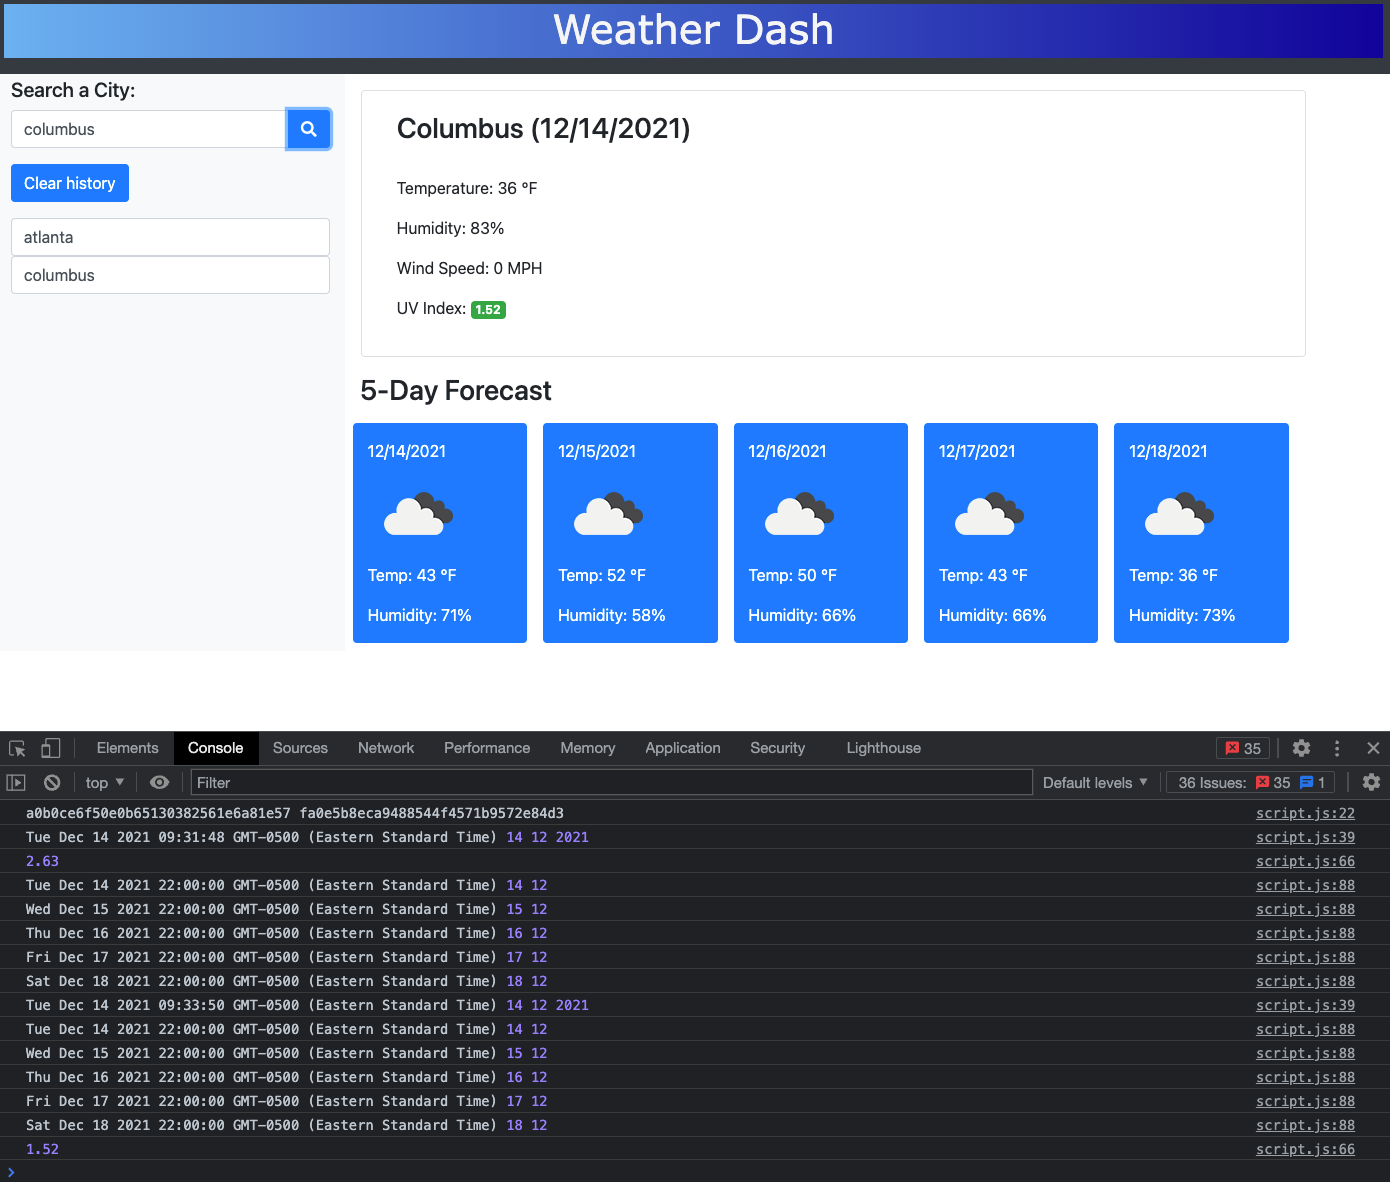 Weather Dash
Search a City:
columbus
Clear history
atlanta
columbus
Columbus (12/14/2021)
Temperature: 36 °F
Humidity: 83%
Wind Speed: 0 MPH
UV Index: 1.52
5-Day Forecast
12/14/2021 12/15/2021 12/16/2021 12/17/2021 12/18/2021
Temp: 43 °F Temp: 52 °F Temp: 50 °F Temp: 43 °F Temp: 36 °F
Humidity: 71% Humidity: 58% Humidity: 66% Humidity: 66% Humidity: 73%
Elements Console Sources Network Performance Memory Application Security Lighthouse 35
top Filter Default levels 36 Issues: 35 1
a0b0ce6f50e0b65130382561e6a81e57 fa0e5b8eca9488544f4571b9572e84d3 script.js:22
Tue Dec 14 2021 09:31:48 GMT-0500 (Eastern Standard Time) 14 12 2021 script.js:39
2.63 script.js:66
Tue Dec 14 2021 22:00:00 GMT-0500 (Eastern Standard Time) 14 12 script.js:88
Wed Dec 15 2021 22:00:00 GMT-0500 (Eastern Standard Time) 15 12 script.js:88
Thu Dec 16 2021 22:00:00 GMT-0500 (Eastern Standard Time) 16 12 script.js:88
Fri Dec 17 2021 22:00:00 GMT-0500 (Eastern Standard Time) 17 12 script.js:88
Sat Dec 18 2021 22:00:00 GMT-0500 (Eastern Standard Time) 18 12 script.js:88
Tue Dec 14 2021 09:33:50 GMT-0500 (Eastern Standard Time) 14 12 2021 script.js:39
Tue Dec 14 2021 22:00:00 GMT-0500 (Eastern Standard Time) 14 12 script.js:88
Wed Dec 15 2021 22:00:00 GMT-0500 (Eastern Standard Time) 15 12 script.js:88
Thu Dec 16 2021 22:00:00 GMT-0500 (Eastern Standard Time) 16 12 script.js:88
Fri Dec 17 2021 22:00:00 GMT-0500 (Eastern Standard Time) 17 12 script.js:88
Sat Dec 18 2021 22:00:00 GMT-0500 (Eastern Standard Time) 18 12 script.js:88
1.52 script.js:66